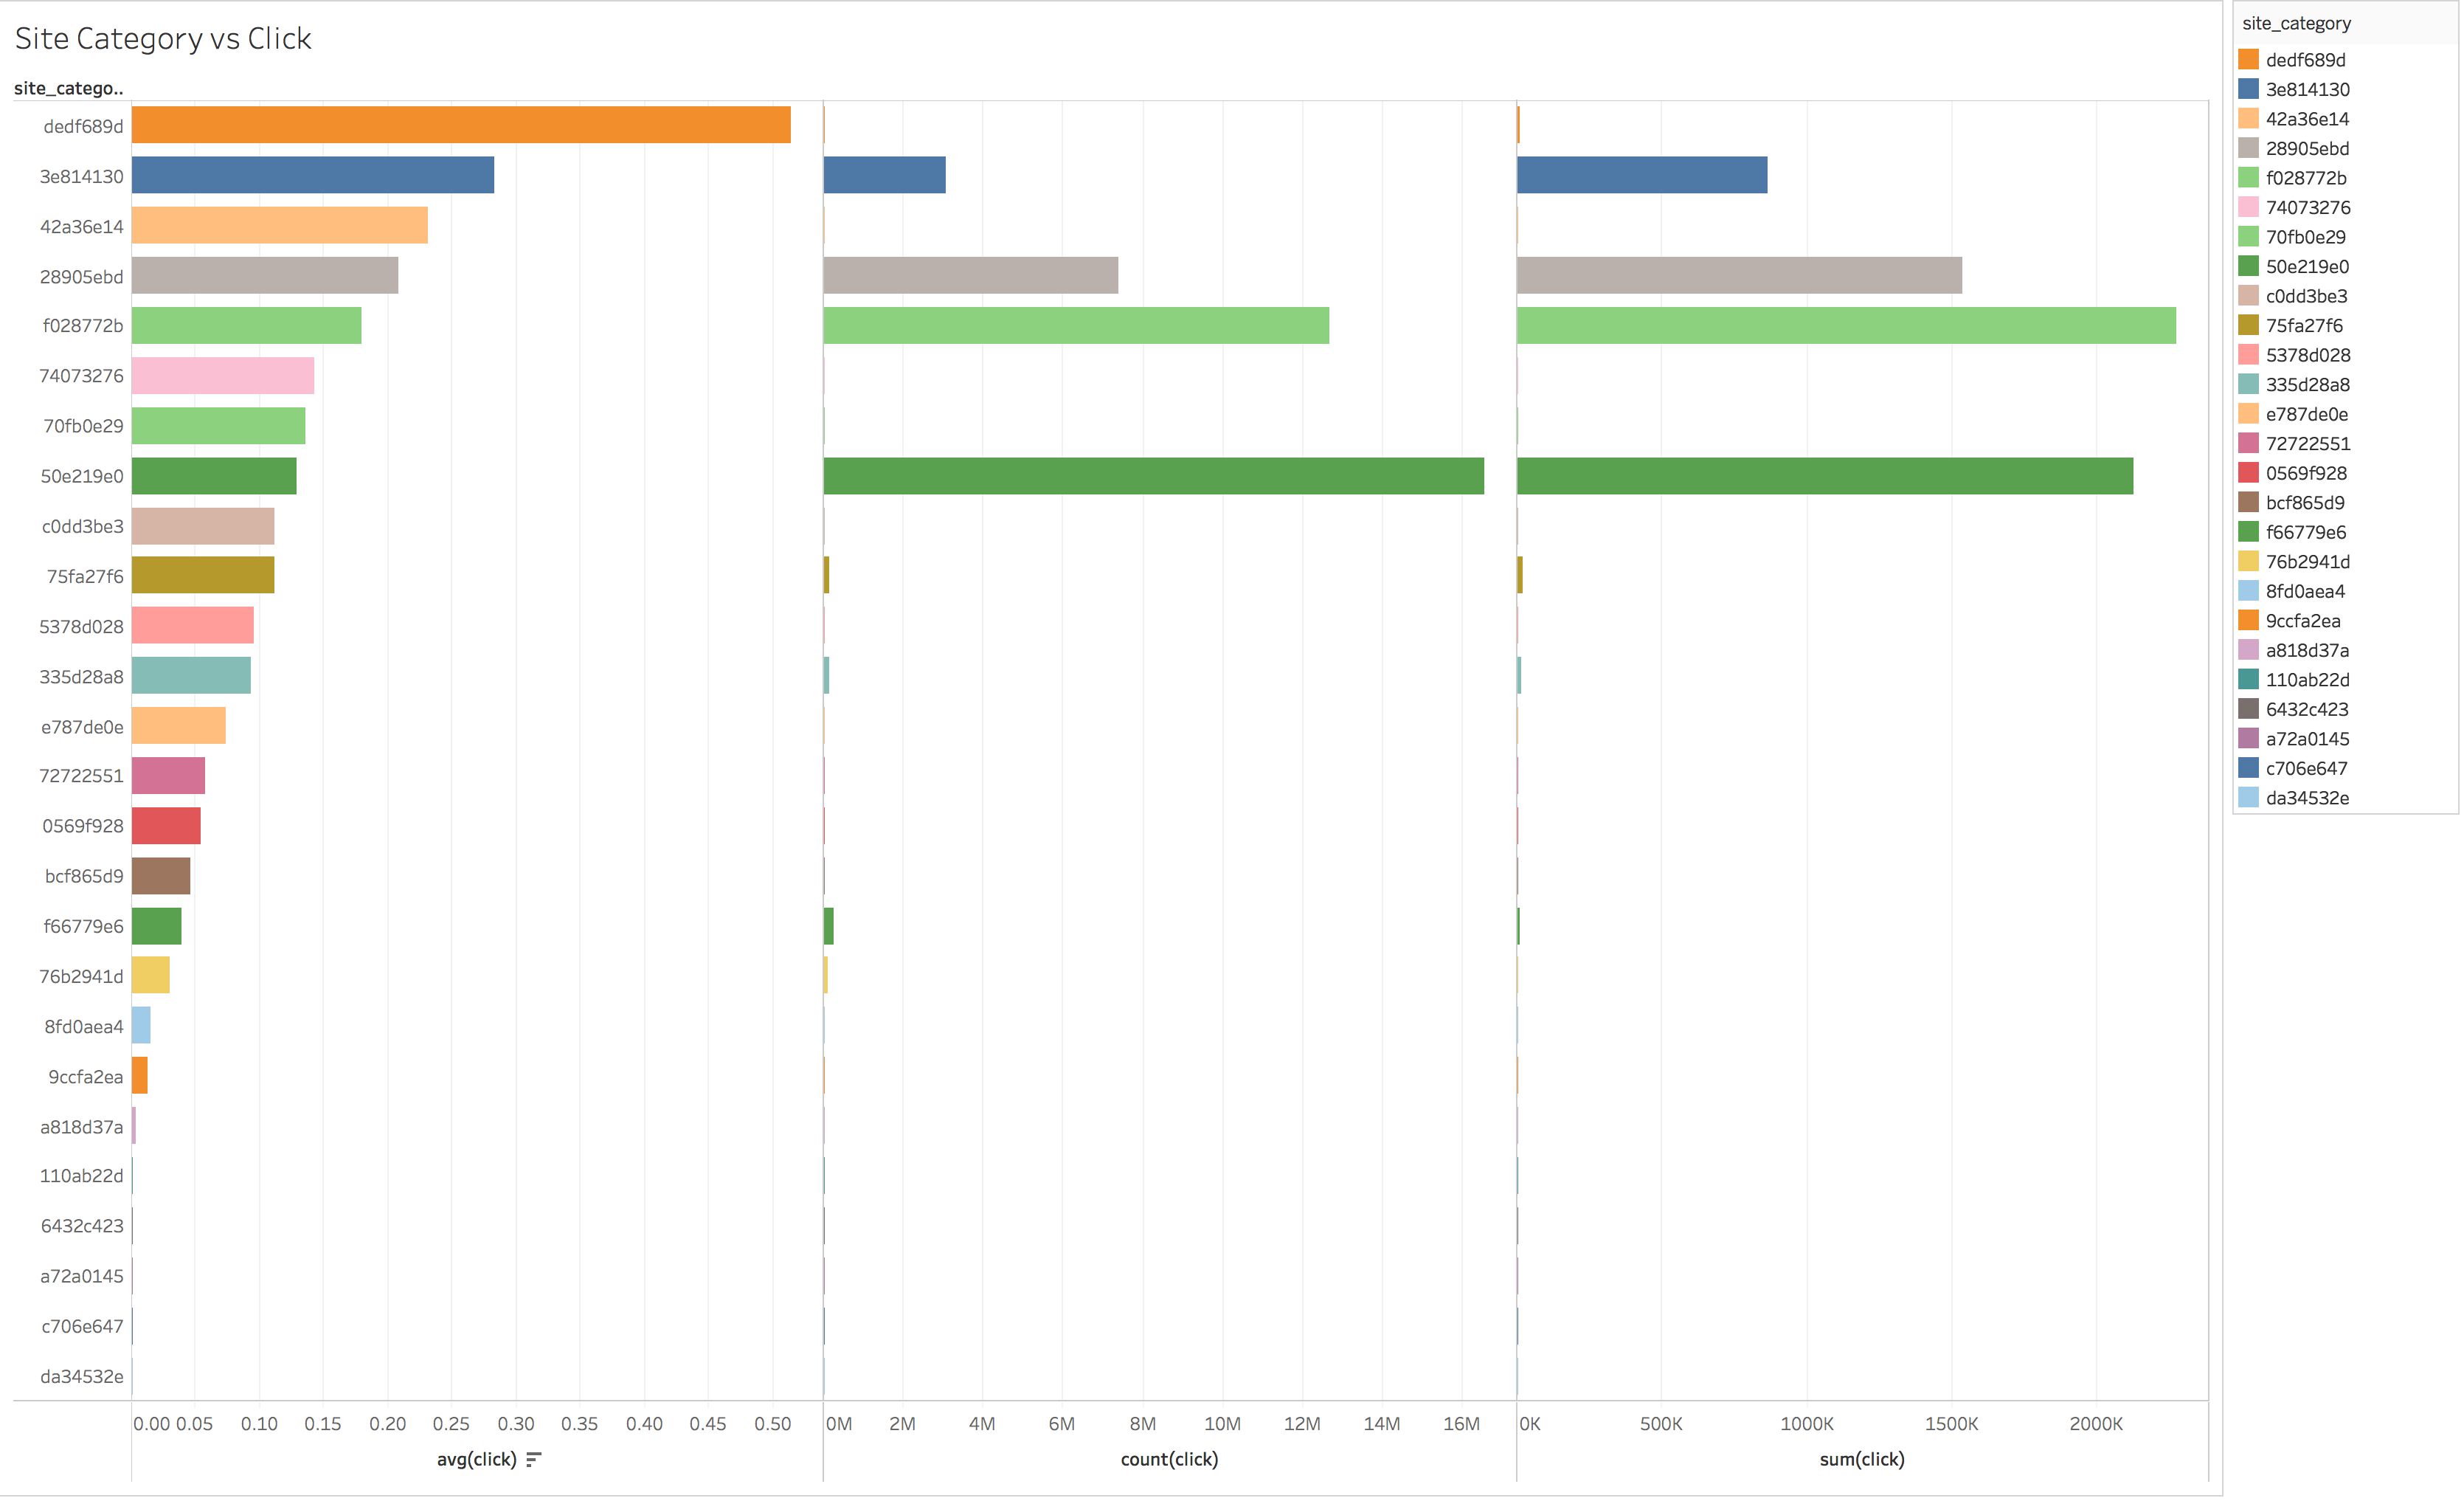 Site Category vs Click
site_catego..
dedf689d
3e814130
42a36e14
28905ebd
f028772b
74073276
70fb0e29
50e219e0
c0dd3be3
75fa27f6
5378d028
335d28a8
e787de0e
72722551
0569f928
bcf865d9
f66779e6
76b2941d
8fd0aea4
9ccfa2ea
a818d37a
110ab22d
6432c423
a72a0145
c706e647
da34532e
0.00 0.05 0.10 0.15 0.20 0.25 0.30 0.35 0.40 0.45 0.50
avg(click)
0M 2M 4M 6M 8M 10M 12M 14M 16M
count(click)
0K 500K 1000K 1500K 2000K
sum(click)
site_category
dedf689d
3e814130
42a36e14
28905ebd
f028772b
74073276
70fb0e29
50e219e0
c0dd3be3
75fa27f6
5378d028
335d28a8
e787de0e
72722551
0569f928
bcf865d9
f66779e6
76b2941d
8fd0aea4
9ccfa2ea
a818d37a
110ab22d
6432c423
a72a0145
c706e647
da34532e